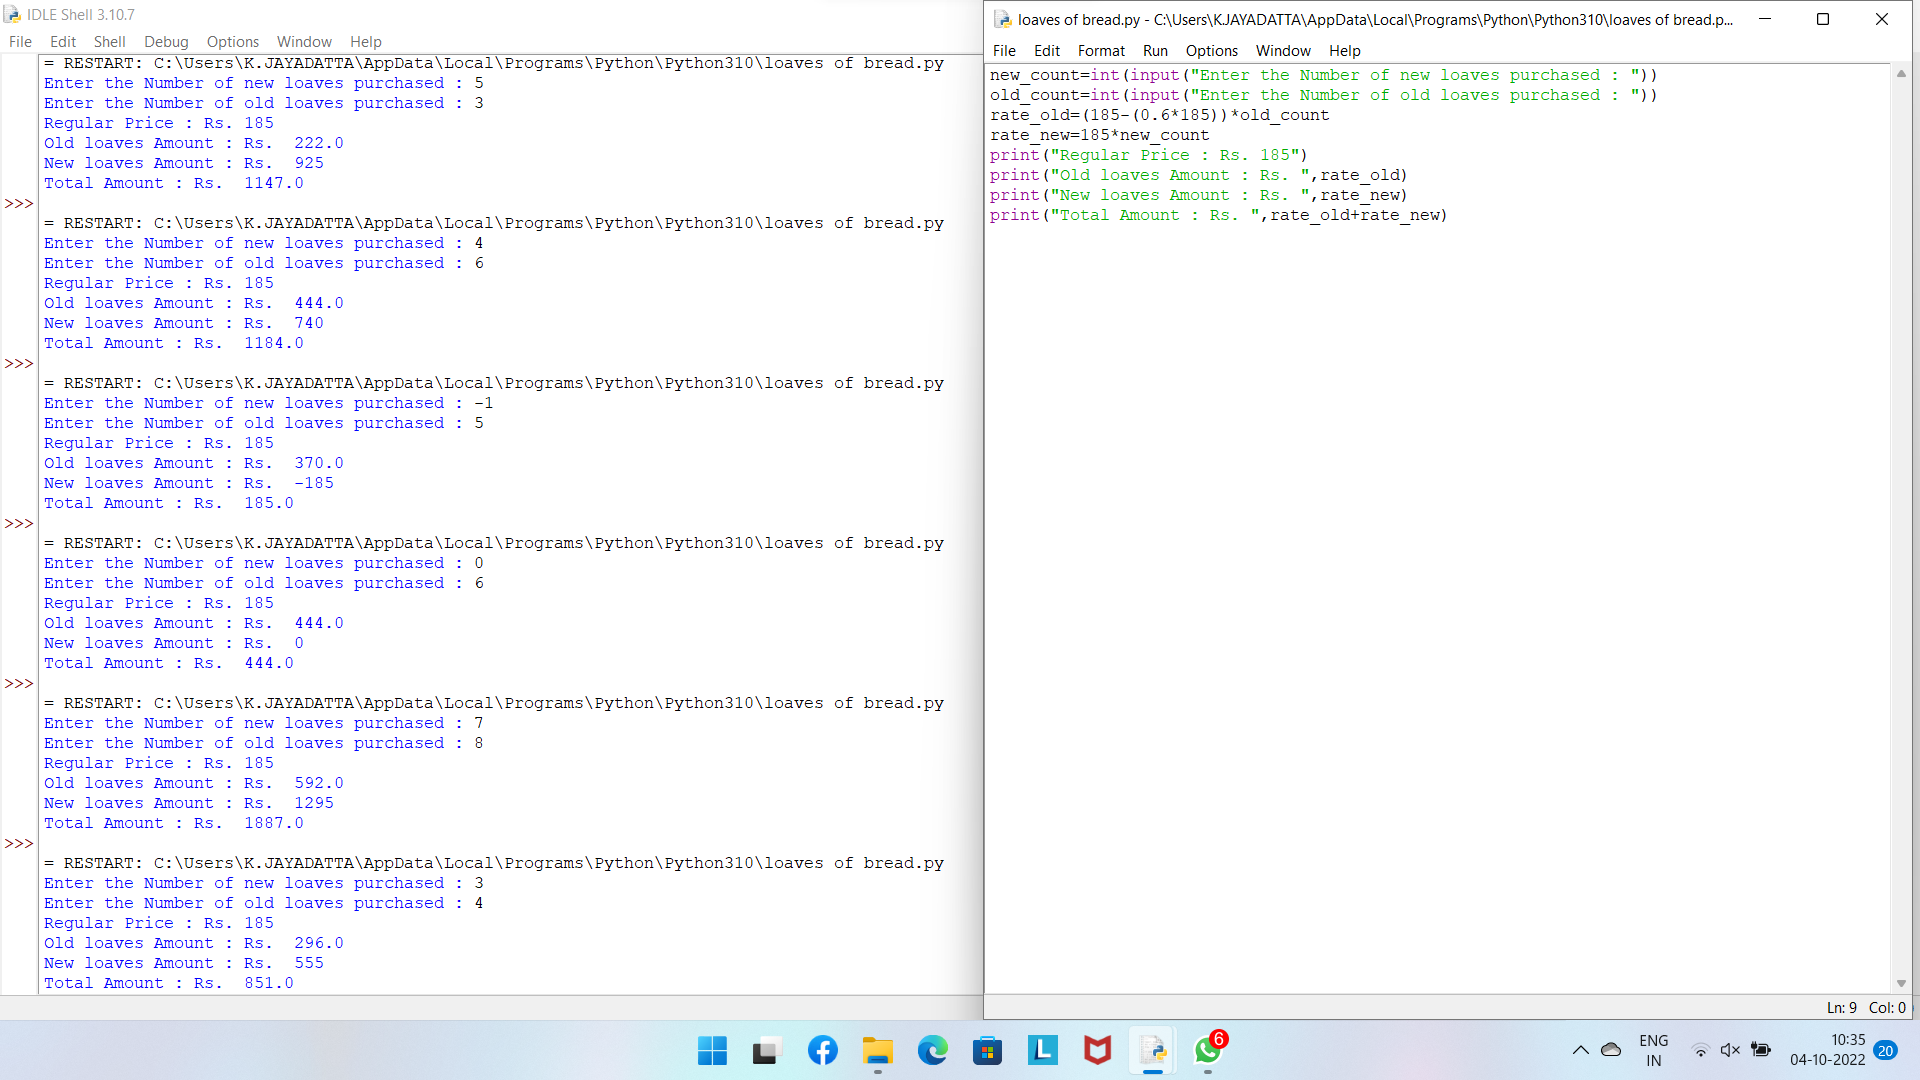 IDLE Shell 3.10.7
File Edit Shell Debug Options Window Help
= RESTART: C:\Users\K.JAYADATTA\AppData\Local\Programs\Python\Python310\loaves of bread.py
Enter the Number of new loaves purchased : 5
Enter the Number of old loaves purchased : 3
Regular Price : Rs. 185
Old loaves Amount : Rs.  222.0
New loaves Amount : Rs.  925
Total Amount : Rs.  1147.0
>>>
= RESTART: C:\Users\K.JAYADATTA\AppData\Local\Programs\Python\Python310\loaves of bread.py
Enter the Number of new loaves purchased : 4
Enter the Number of old loaves purchased : 6
Regular Price : Rs. 185
Old loaves Amount : Rs.  444.0
New loaves Amount : Rs.  740
Total Amount : Rs.  1184.0
>>>
= RESTART: C:\Users\K.JAYADATTA\AppData\Local\Programs\Python\Python310\loaves of bread.py
Enter the Number of new loaves purchased : -1
Enter the Number of old loaves purchased : 5
Regular Price : Rs. 185
Old loaves Amount : Rs.  370.0
New loaves Amount : Rs.  -185
Total Amount : Rs.  185.0
>>>
= RESTART: C:\Users\K.JAYADATTA\AppData\Local\Programs\Python\Python310\loaves of bread.py
Enter the Number of new loaves purchased : 0
Enter the Number of old loaves purchased : 6
Regular Price : Rs. 185
Old loaves Amount : Rs.  444.0
New loaves Amount : Rs.  0
Total Amount : Rs.  444.0
>>>
= RESTART: C:\Users\K.JAYADATTA\AppData\Local\Programs\Python\Python310\loaves of bread.py
Enter the Number of new loaves purchased : 7
Enter the Number of old loaves purchased : 8
Regular Price : Rs. 185
Old loaves Amount : Rs.  592.0
New loaves Amount : Rs.  1295
Total Amount : Rs.  1887.0
>>>
= RESTART: C:\Users\K.JAYADATTA\AppData\Local\Programs\Python\Python310\loaves of bread.py
Enter the Number of new loaves purchased : 3
Enter the Number of old loaves purchased : 4
Regular Price : Rs. 185
Old loaves Amount : Rs.  296.0
New loaves Amount : Rs.  555
Total Amount : Rs.  851.0
loaves of bread.py - C:\Users\K.JAYADATTA\AppData\Local\Programs\Python\Python310\loaves of bread.p...
File Edit Format Run Options Window Help
new_count=int(input("Enter the Number of new loaves purchased : "))
old_count=int(input("Enter the Number of old loaves purchased : "))
rate_old=(185-(0.6*185))*old_count
rate_new=185*new_count
print("Regular Price : Rs. 185")
print("Old loaves Amount : Rs. ",rate_old)
print("New loaves Amount : Rs. ",rate_new)
print("Total Amount : Rs. ",rate_old+rate_new)
Ln: 9 Col: 0
L
6
ENG
IN
10:35
04-10-2022
20